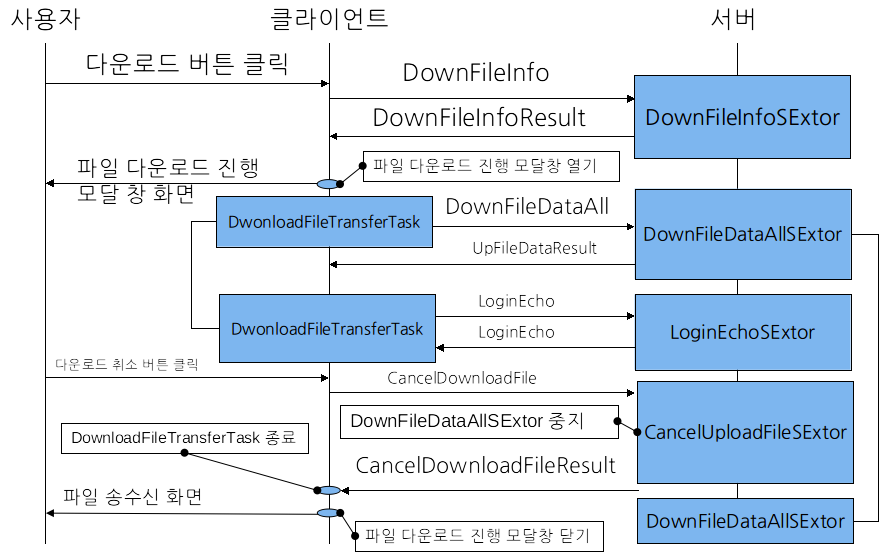 사용자
클라이언트
서버
다운로드 버튼 클릭
DownFileInfo
DownFileInfoSExtor
DownFileInfoResult
파일 다운로드 진행
모달 창 화면
파일 다운로드 진행 모달창 열기
DwonloadFileTransferTask
DownFileDataAll
DownFileDataAllSExtor
UpFileDataResult
DwonloadFileTransferTask
LoginEcho
LoginEcho
LoginEchoSExtor
다운로드 취소 버튼 클릭
CancelDownloadFile
DownFileDataAllSExtor 중지
CancelUploadFileSExtor
DownloadFileTransferTask 종료
CancelDownloadFileResult
파일 송수신 화면
DownFileDataAllSExtor
파일 다운로드 진행 모달창 닫기